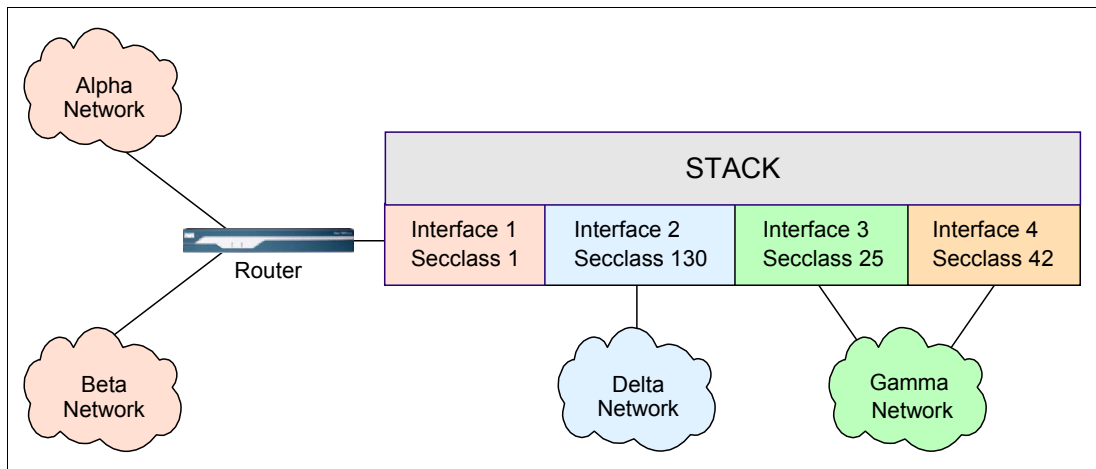 Alpha
Network
STACK
Interface 1
Secclass 1
Interface 2
Secclass 130
Interface 3
Secclass 25
Interface 4
Secclass 42
Router
Beta
Network
Delta
Network
Gamma
Network